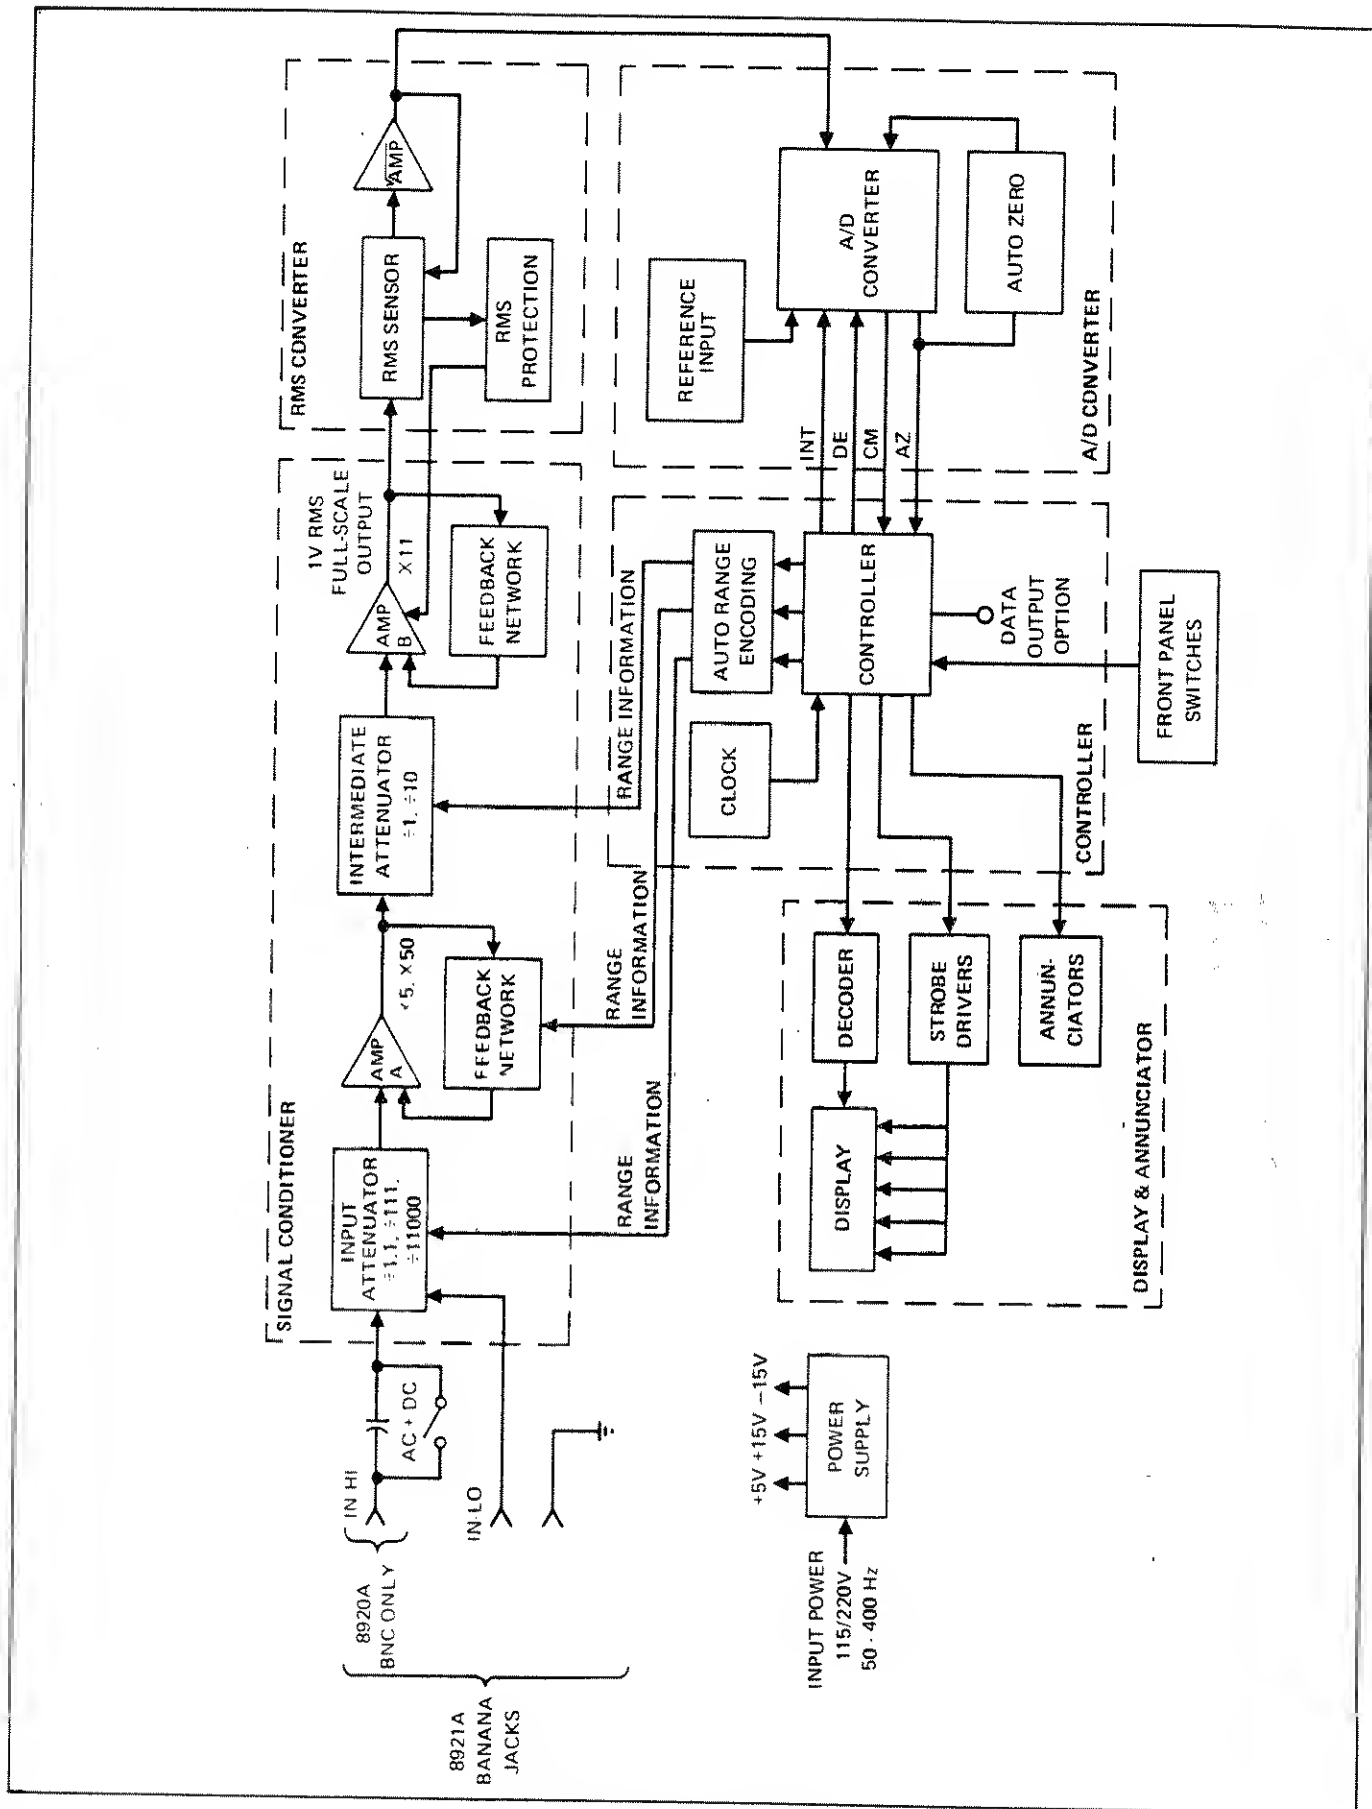 8921A
BANANA
JACKS
8920A
BNC ONLY
IN HI
IN LO
AC + DC
SIGNAL CONDITIONER
INPUT
ATTENUATOR
÷1.1, ÷111,
÷11000
AMP
A
X5, X50
FEEDBACK
NETWORK
INTERMEDIATE
ATTENUATOR
÷1, ÷10
AMP
B
X11
1V RMS
FULL-SCALE
OUTPUT
FEEDBACK
NETWORK
RMS CONVERTER
RMS SENSOR
AMP
RMS
PROTECTION
RANGE
INFORMATION
RANGE
INFORMATION
RANGE INFORMATION
INPUT POWER
115/220V
50 - 400 Hz
+5V +15V -15V
POWER
SUPPLY
DISPLAY
DECODER
STROBE
DRIVERS
ANNUN-
CIATORS
DISPLAY & ANNUNCIATOR
CLOCK
AUTO RANGE
ENCODING
CONTROLLER
DATA
OUTPUT
OPTION
CONTROLLER
FRONT PANEL
SWITCHES
INT
DE
CM
AZ
REFERENCE
INPUT
A/D
CONVERTER
AUTO ZERO
A/D CONVERTER